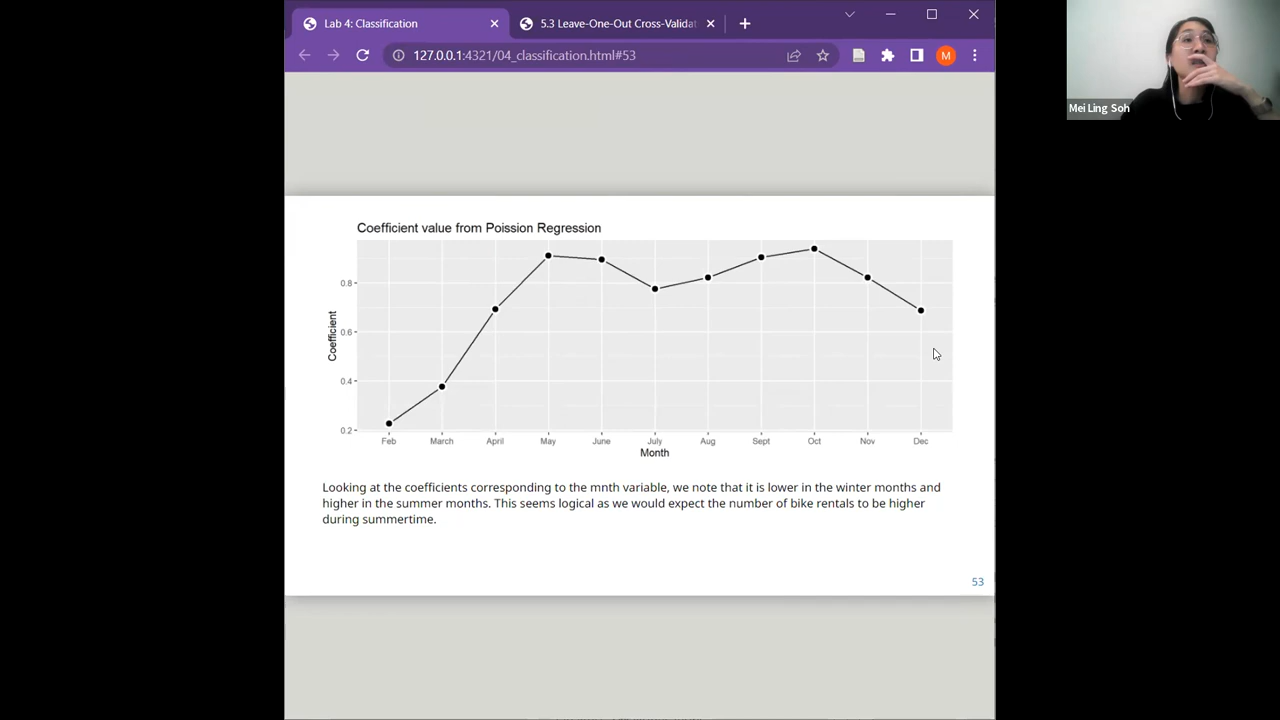 Lab 4: Classification
5.3 Leave-One-Out Cross-Validat
127.0.0.1:4321/04_classification.html#53
M
Mei Ling Soh
Coefficient value from Poission Regression
Coefficient
0.8
0.6
0.4
0.2
Feb March April May June July Aug Sept Oct Nov Dec
Month
Looking at the coefficients corresponding to the mnth variable, we note that it is lower in the winter months and
higher in the summer months. This seems logical as we would expect the number of bike rentals to be higher
during summertime.
53